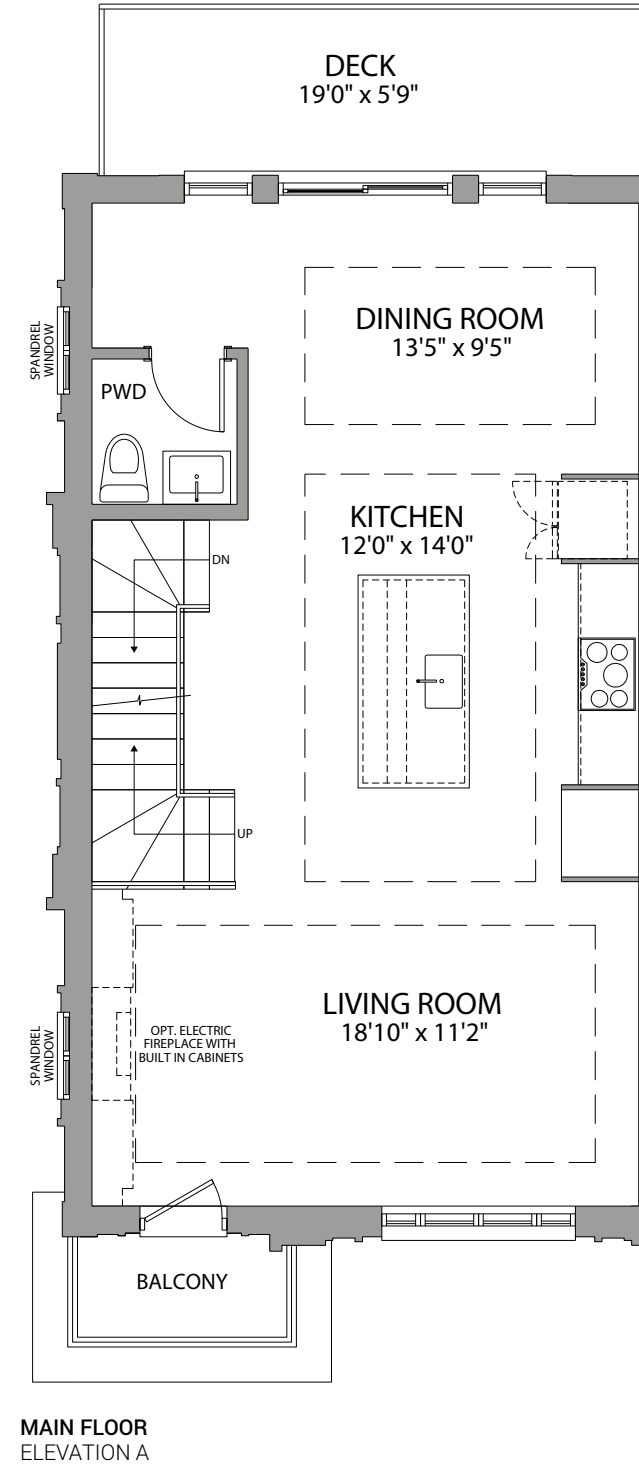 DECK
19'0" x 5'9"
SPANDREL
WINDOW
DINING ROOM
13'5" x 9'5"
PWD
KITCHEN
12'0" x 14'0"
DN
UP
LIVING ROOM
18'10" x 11'2"
OPT. ELECTRIC
FIREPLACE WITH
BUILT IN CABINETS
SPANDREL
WINDOW
BALCONY
MAIN FLOOR
ELEVATION A